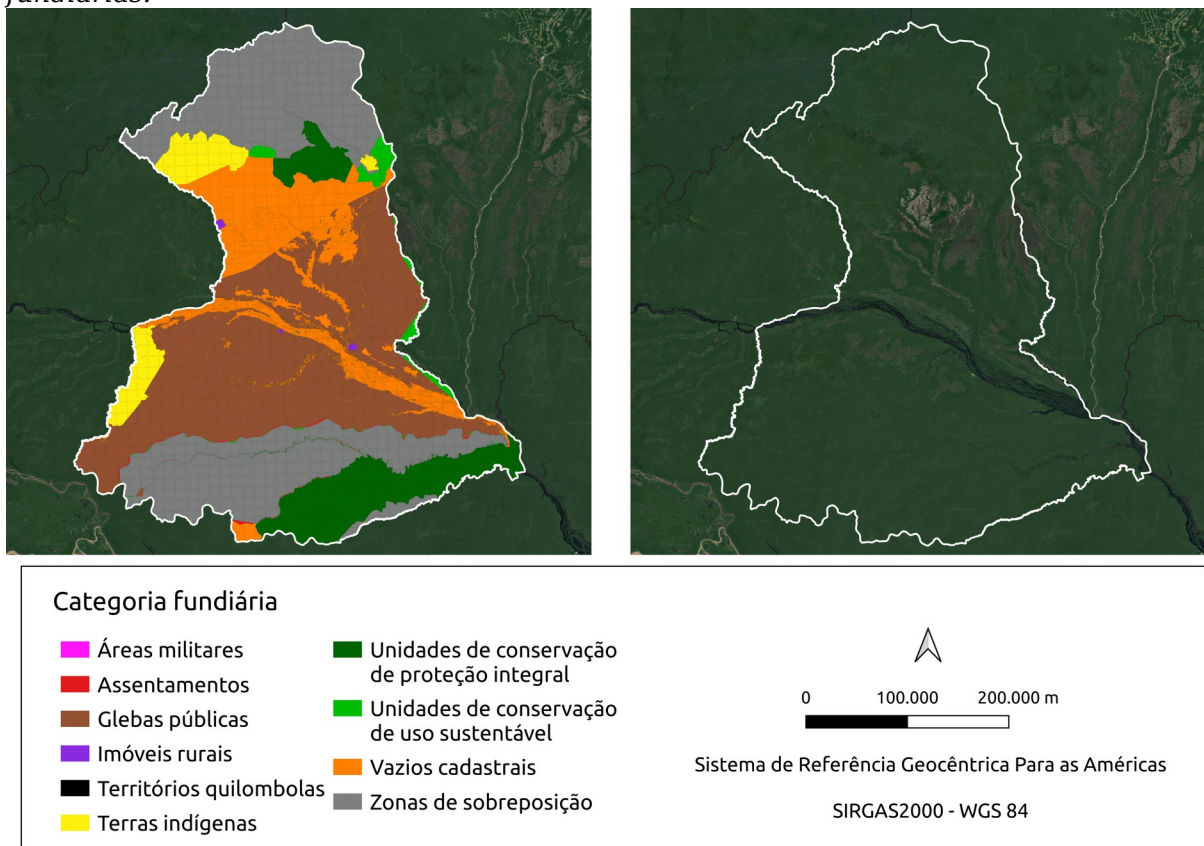 fundiárias.
Categoria fundiária
Áreas militares
Assentamentos
Glebas públicas
Imóveis rurais
Territórios quilombolas
Terras indígenas
Unidades de conservação
de proteção integral
Unidades de conservação
de uso sustentável
Vazios cadastrais
Zonas de sobreposição
0 100.000 200.000 m
Sistema de Referência Geocêntrica Para as Américas
SIRGAS2000 - WGS 84